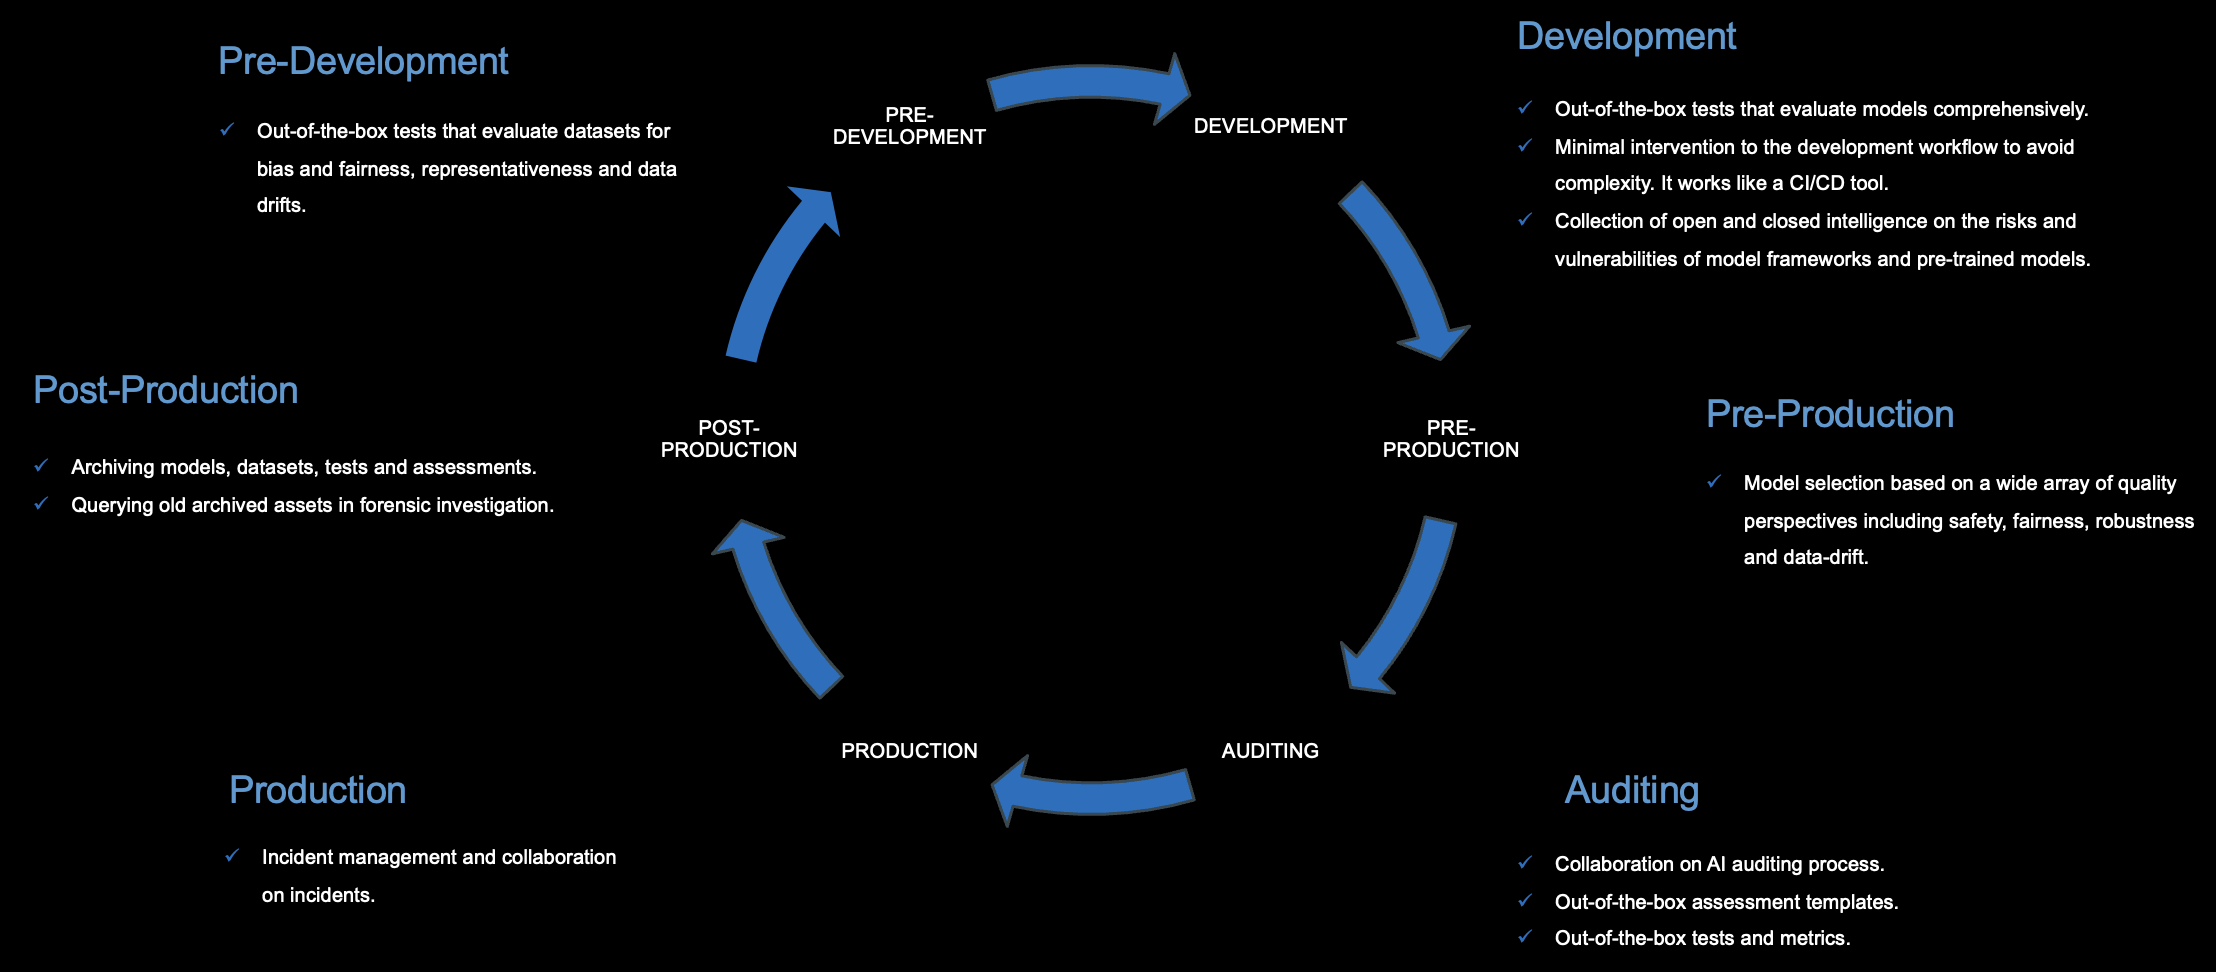 Pre-Development
Out-of-the-box tests that evaluate datasets for
bias and fairness, representativeness and data
drifts.
PRE-
DEVELOPMENT
DEVELOPMENT
Development
Out-of-the-box tests that evaluate models comprehensively.
Minimal intervention to the development workflow to avoid
complexity. It works like a CI/CD tool.
Collection of open and closed intelligence on the risks and
vulnerabilities of model frameworks and pre-trained models.
Post-Production
Archiving models, datasets, tests and assessments.
Querying old archived assets in forensic investigation.
POST-
PRODUCTION
PRE-
PRODUCTION
Pre-Production
Model selection based on a wide array of quality
perspectives including safety, fairness, robustness
and data-drift.
Production
Incident management and collaboration
on incidents.
PRODUCTION
AUDITING
Auditing
Collaboration on AI auditing process.
Out-of-the-box assessment templates.
Out-of-the-box tests and metrics.